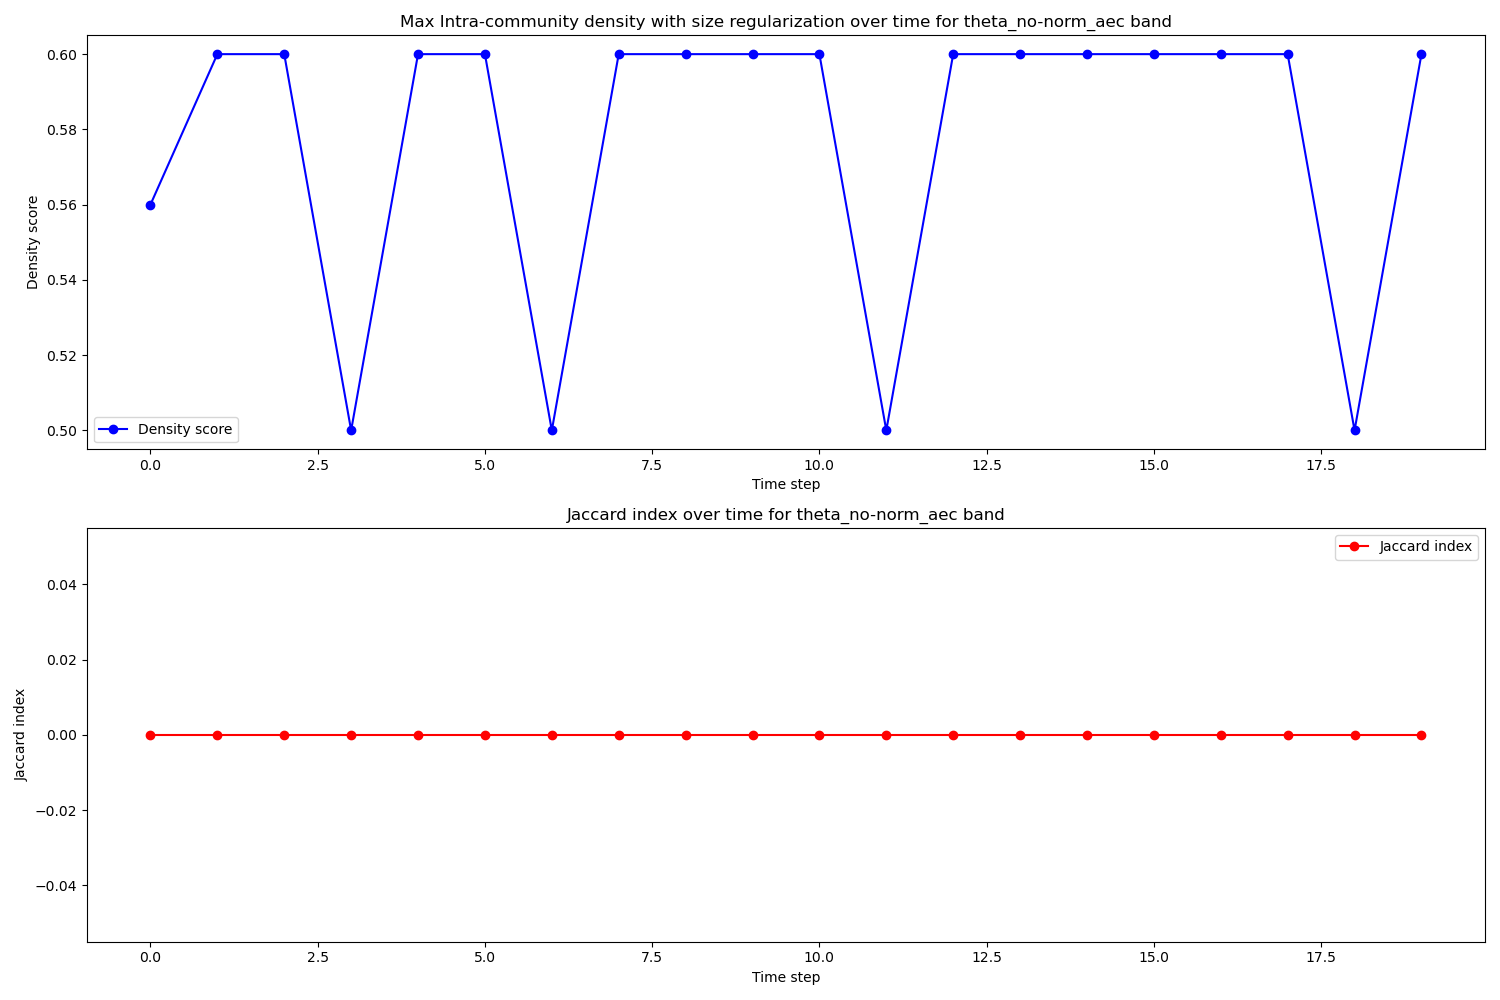 Max Intra-community density with size regularization over time for theta_no-norm_aec band
0.60
0.58
0.56
0.54
0.52
0.50
Density score
Density score
0.0 2.5 5.0 7.5 10.0 12.5 15.0 17.5
Time step
Jaccard index over time for theta_no-norm_aec band
Jaccard index
0.04
0.02
0.00
−0.02
−0.04
Jaccard index
0.0 2.5 5.0 7.5 10.0 12.5 15.0 17.5
Time step